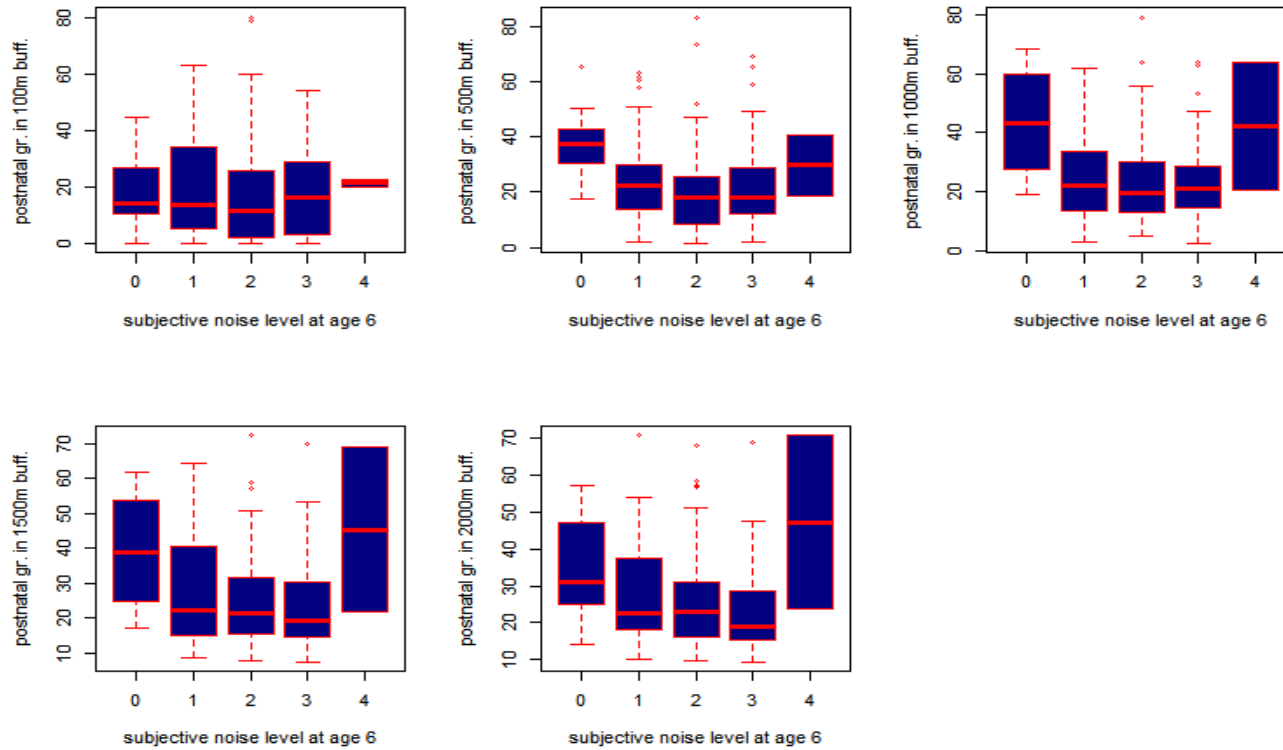 postnatal gr. in 100m buff.
80
60
40
20
0
0 1 2 3 4
subjective noise level at age 6
postnatal gr. in 500m buff.
80
60
40
20
0
0 1 2 3 4
subjective noise level at age 6
postnatal gr. in 1000m buff.
80
60
40
20
0
0 1 2 3 4
subjective noise level at age 6
postnatal gr. in 1500m buff.
70
60
50
40
30
20
10
0 1 2 3 4
subjective noise level at age 6
postnatal gr. in 2000m buff.
70
60
50
40
30
20
10
0 1 2 3 4
subjective noise level at age 6